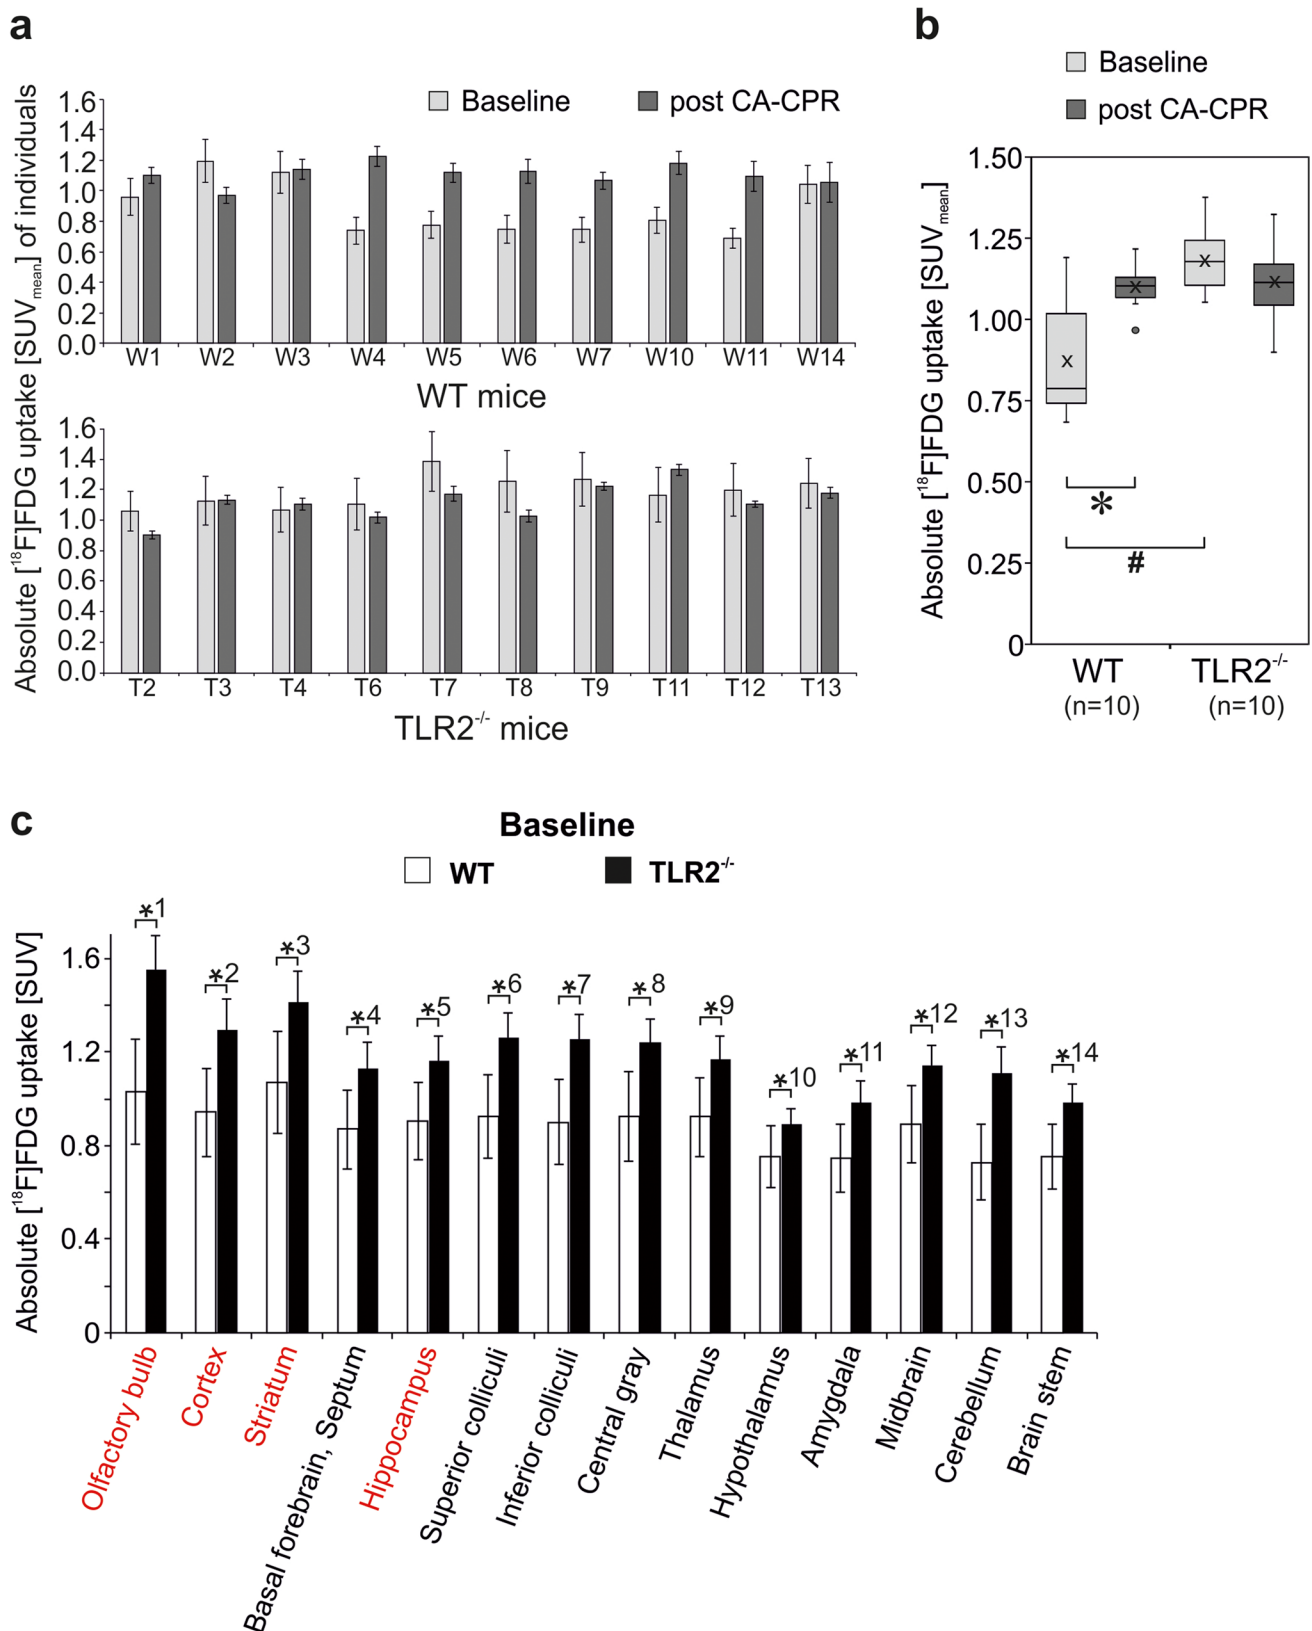 a
Baseline
post CA-CPR
Absolute [¹⁸F]FDG uptake [SUVmean] of individuals
1.6
1.4
1.2
1.0
0.8
0.6
0.4
0.2
0.0
W1 W2 W3 W4 W5 W6 W7 W10 W11 W14
WT mice
1.6
1.4
1.2
1.0
0.8
0.6
0.4
0.2
0.0
T2 T3 T4 T6 T7 T8 T9 T11 T12 T13
TLR2⁻/⁻ mice
b
Baseline
post CA-CPR
Absolute [¹⁸F]FDG uptake [SUVmean]
1.50
1.25
1.00
0.75
0.50
0.25
0
x x x x
*
#
WT TLR2⁻/⁻
(n=10) (n=10)
c
Baseline
WT TLR2⁻/⁻
Absolute [¹⁸F]FDG uptake [SUV]
1.6
1.2
0.8
0.4
0
*1 *2 *3 *4 *5 *6 *7 *8 *9 *10 *11 *12 *13 *14
Olfactory bulb
Cortex
Striatum
Basal forebrain, Septum
Hippocampus
Superior colliculi
Inferior colliculi
Central gray
Thalamus
Hypothalamus
Amygdala
Midbrain
Cerebellum
Brain stem